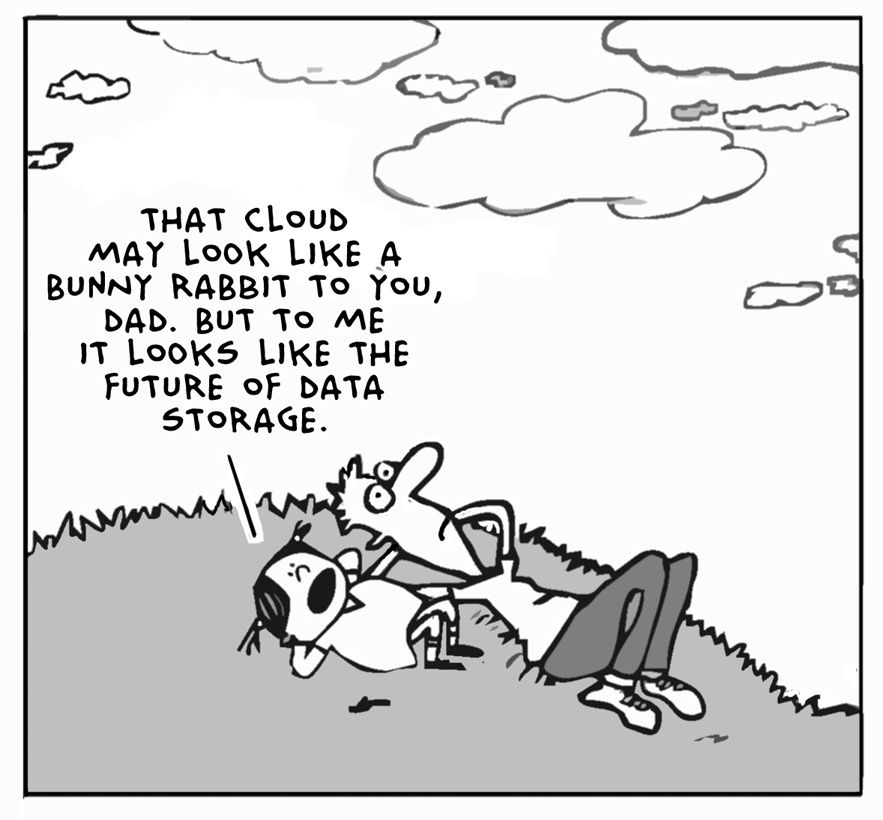 THAT CLOUD
MAY LOOK LIKE A
BUNNY RABBIT TO YOU,
DAD. BUT TO ME
IT LOOKS LIKE THE
FUTURE OF DATA
STORAGE.